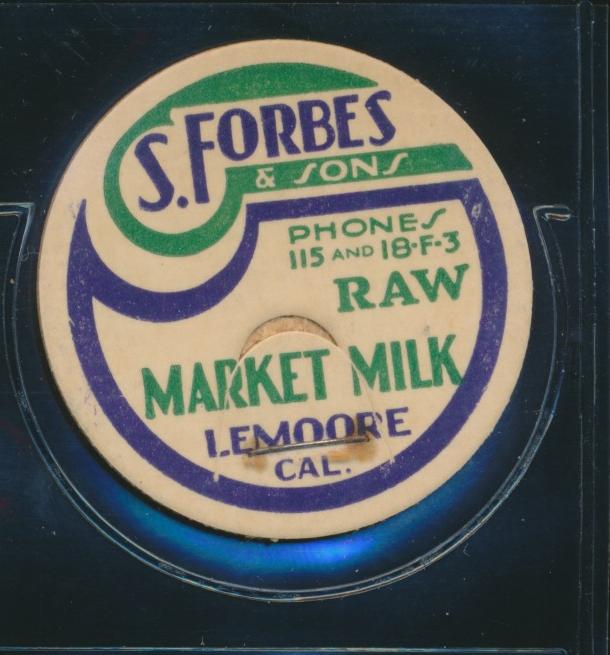 S. FORBES
& SONS
PHONES
115 AND 18·F·3
RAW
MARKET MILK
LEMOORE
CAL.